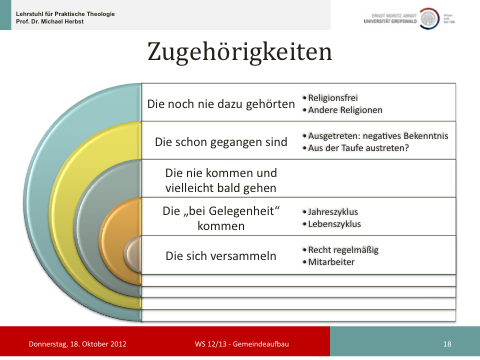 Lehrstuhl für Praktische Theologie
Prof. Dr. Michael Herbst
ERNST MORITZ ARNDT
UNIVERSITÄT GREIFSWALD
Zugehörigkeiten
Die noch nie dazu gehörten
• Religionsfrei
• Andere Religionen
Die schon gegangen sind
• Ausgetreten: negatives Bekenntnis
• Aus der Taufe austreten?
Die nie kommen und
vielleicht bald gehen
Die „bei Gelegenheit“
kommen
• Jahreszyklus
• Lebenszyklus
Die sich versammeln
• Recht regelmäßig
• Mitarbeiter
Donnerstag, 18. Oktober 2012
WS 12/13 - Gemeindeaufbau
18